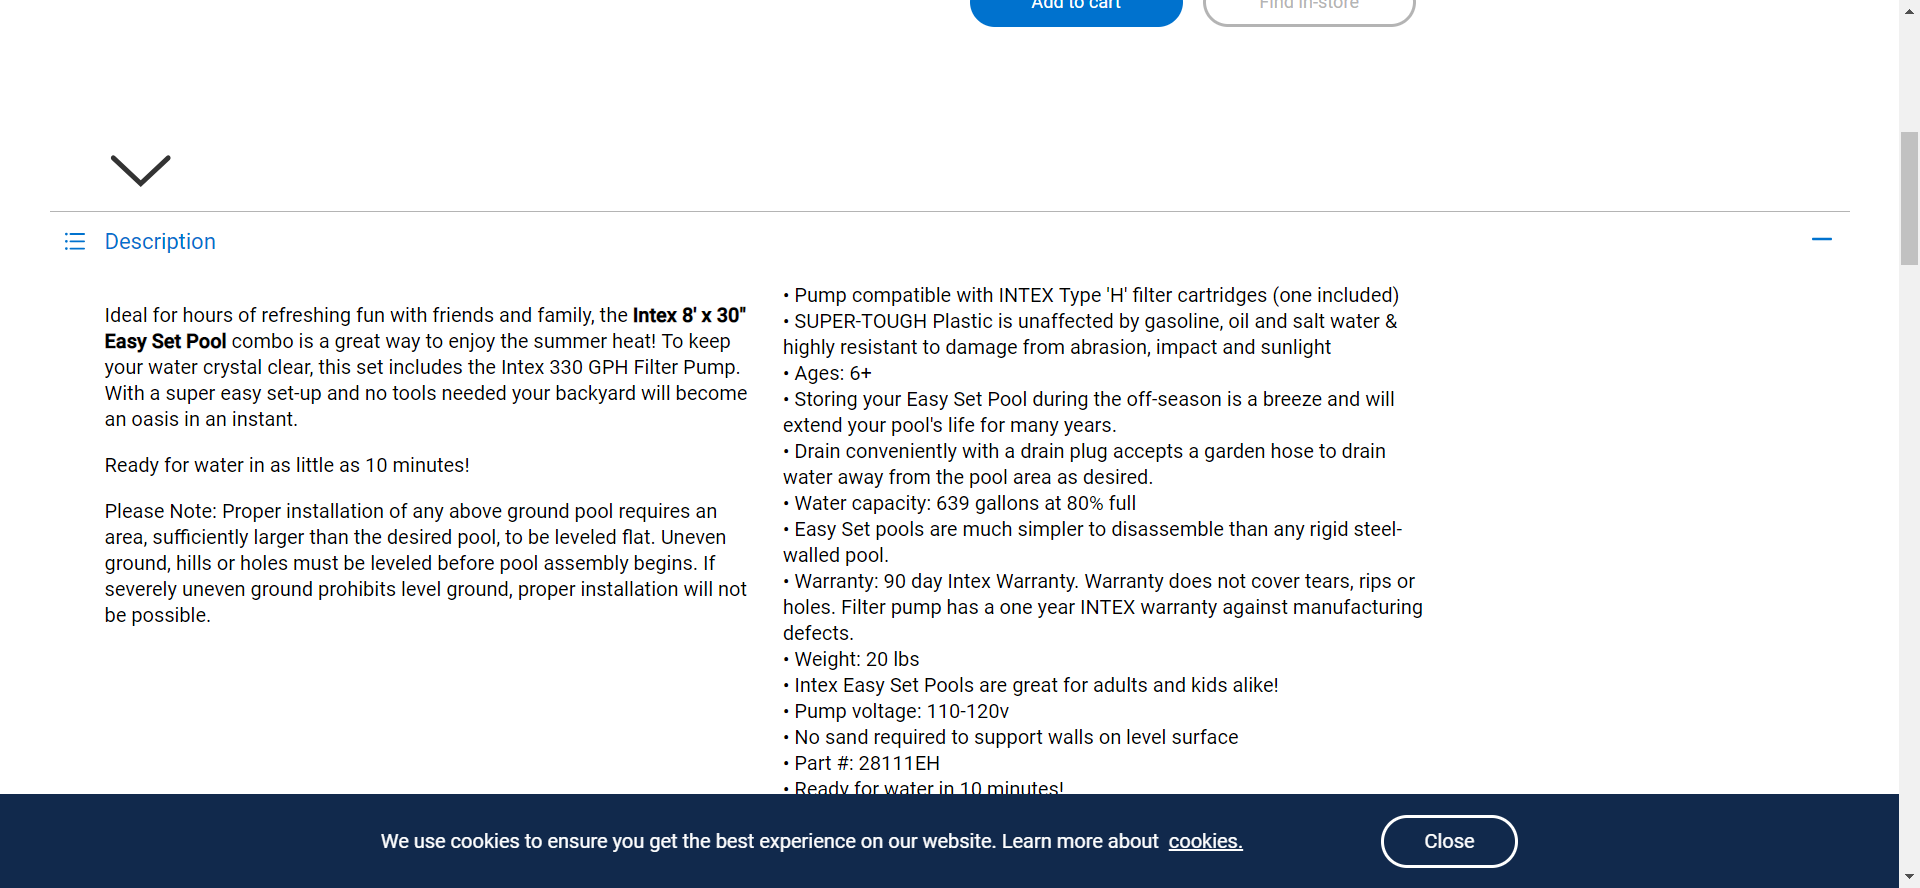 Add to cart
Find in-store
Description
Ideal for hours of refreshing fun with friends and family, the Intex 8' x 30"
Easy Set Pool combo is a great way to enjoy the summer heat! To keep
your water crystal clear, this set includes the Intex 330 GPH Filter Pump.
With a super easy set-up and no tools needed your backyard will become
an oasis in an instant.
Ready for water in as little as 10 minutes!
Please Note: Proper installation of any above ground pool requires an
area, sufficiently larger than the desired pool, to be leveled flat. Uneven
ground, hills or holes must be leveled before pool assembly begins. If
severely uneven ground prohibits level ground, proper installation will not
be possible.
• Pump compatible with INTEX Type 'H' filter cartridges (one included)
• SUPER-TOUGH Plastic is unaffected by gasoline, oil and salt water &
highly resistant to damage from abrasion, impact and sunlight
• Ages: 6+
• Storing your Easy Set Pool during the off-season is a breeze and will
extend your pool's life for many years.
• Drain conveniently with a drain plug accepts a garden hose to drain
water away from the pool area as desired.
• Water capacity: 639 gallons at 80% full
• Easy Set pools are much simpler to disassemble than any rigid steel-
walled pool.
• Warranty: 90 day Intex Warranty. Warranty does not cover tears, rips or
holes. Filter pump has a one year INTEX warranty against manufacturing
defects.
• Weight: 20 lbs
• Intex Easy Set Pools are great for adults and kids alike!
• Pump voltage: 110-120v
• No sand required to support walls on level surface
• Part #: 28111EH
• Ready for water in 10 minutes!
We use cookies to ensure you get the best experience on our website. Learn more about cookies.
Close